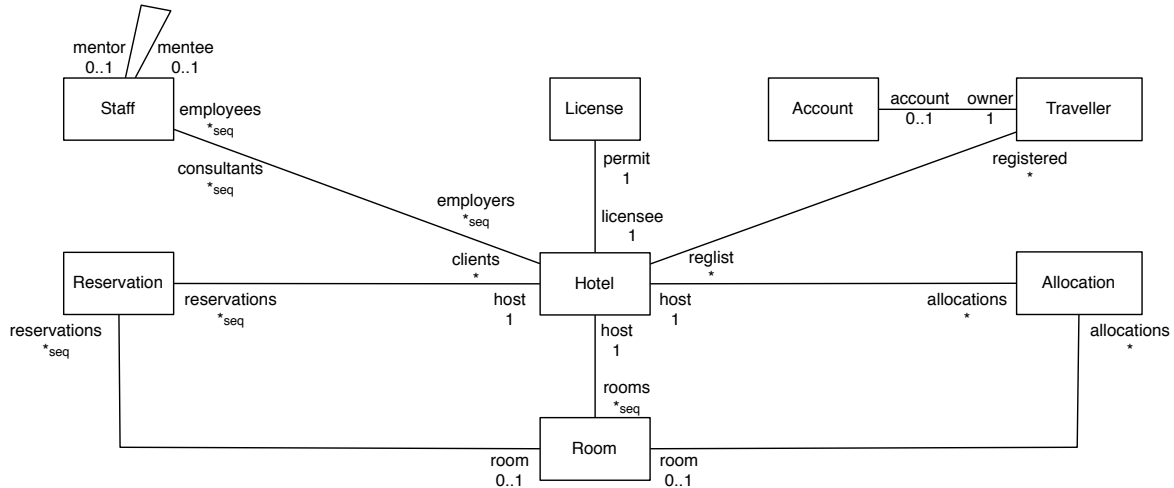 mentor mentee
0..1 0..1
Staff
employees
*seq
consultants
*seq
employers
*seq
clients
*
License
permit
1
licensee
1
Account
account owner
0..1 1
Traveller
registered
*
reglist
*
Reservation
reservations
*seq
reservations
*seq
host
1
Hotel
host
1
allocations
*
Allocation
allocations
*
host
1
rooms
*seq
Room
room
0..1
room
0..1